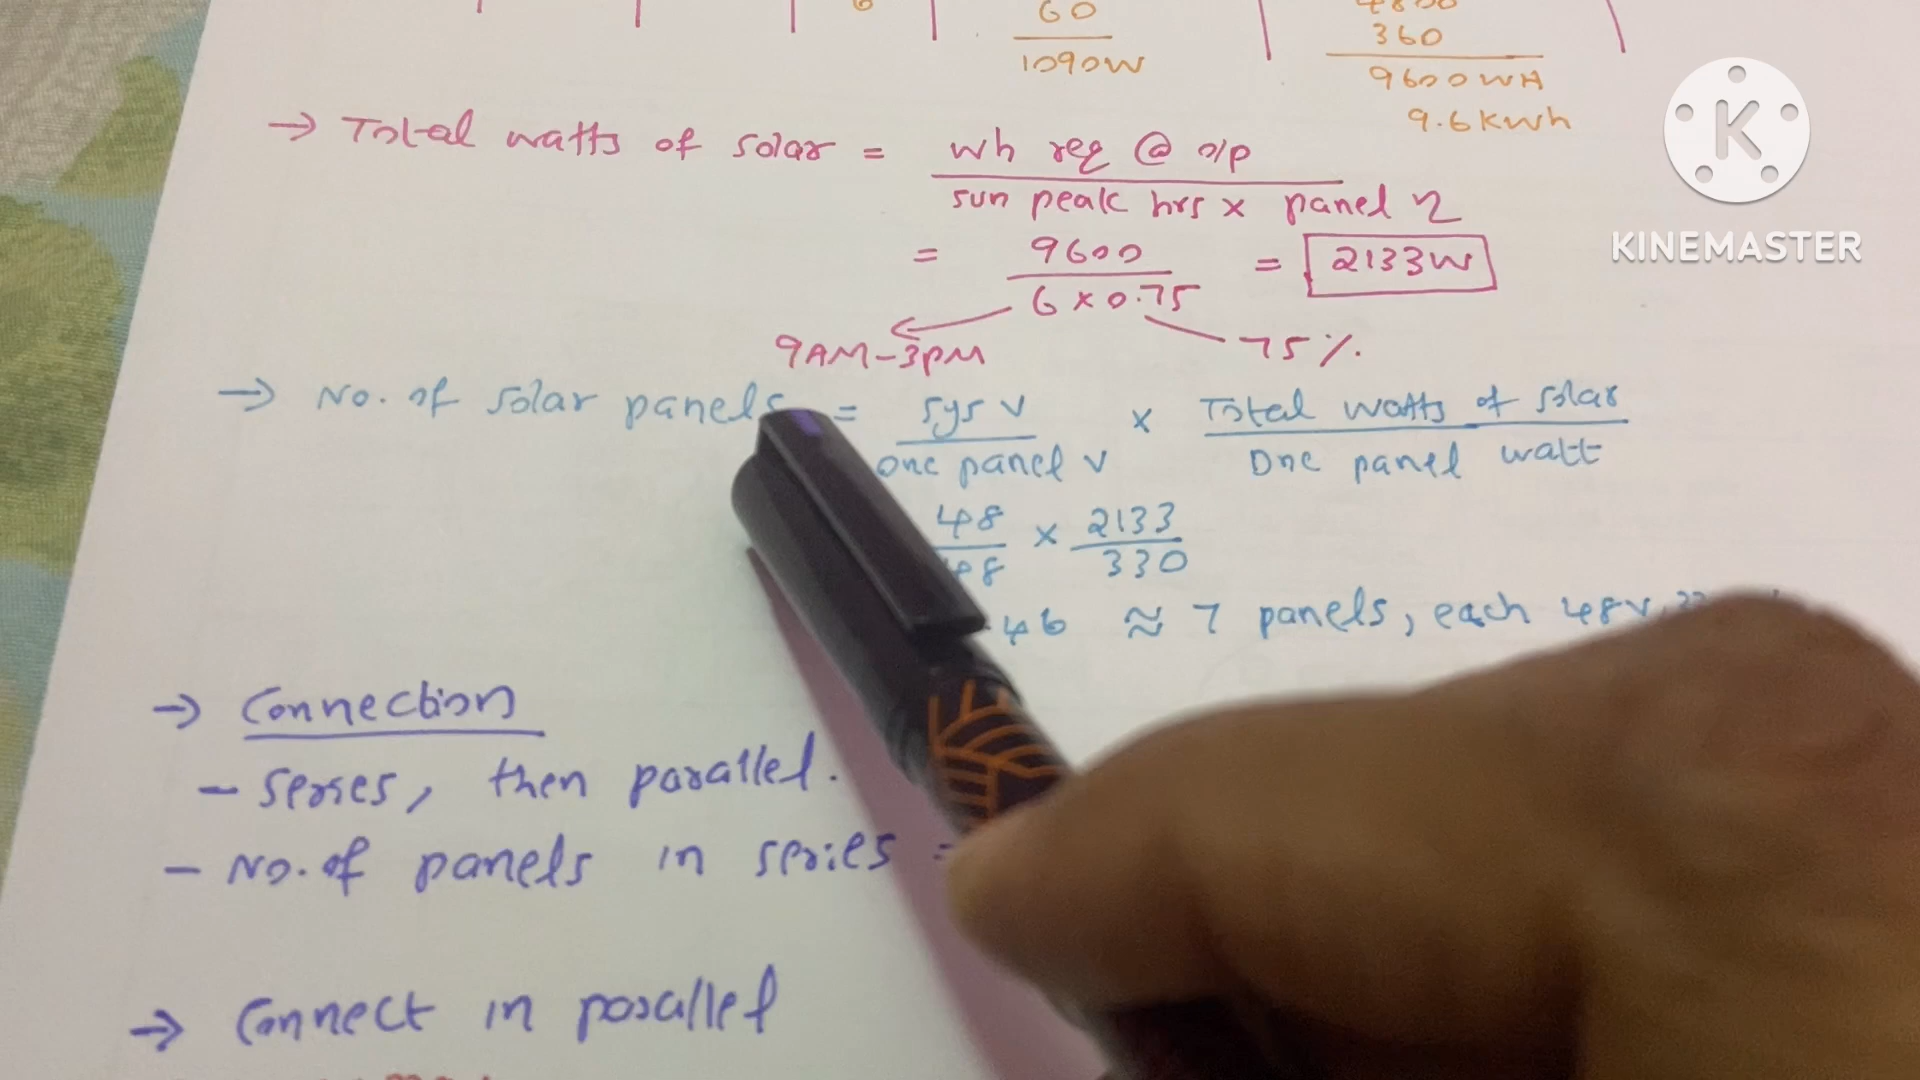 60
360
1090W
9600WH
9.6KWh
→ Total watts of solar = Wh req @ o/p
sun peak hrs x panel η
= 9600 = 2133W
6 x 0.75
9AM-3PM 75%.
→ No. of solar panels = sys V x Total watts of solar
One panel V One panel watt
48 x 2133
48 330
.46 ≈ 7 panels, each 48V,
→ Connection
- Series, then parallel.
- No. of panels in series =
→ Connect in parallel
K
KINEMASTER